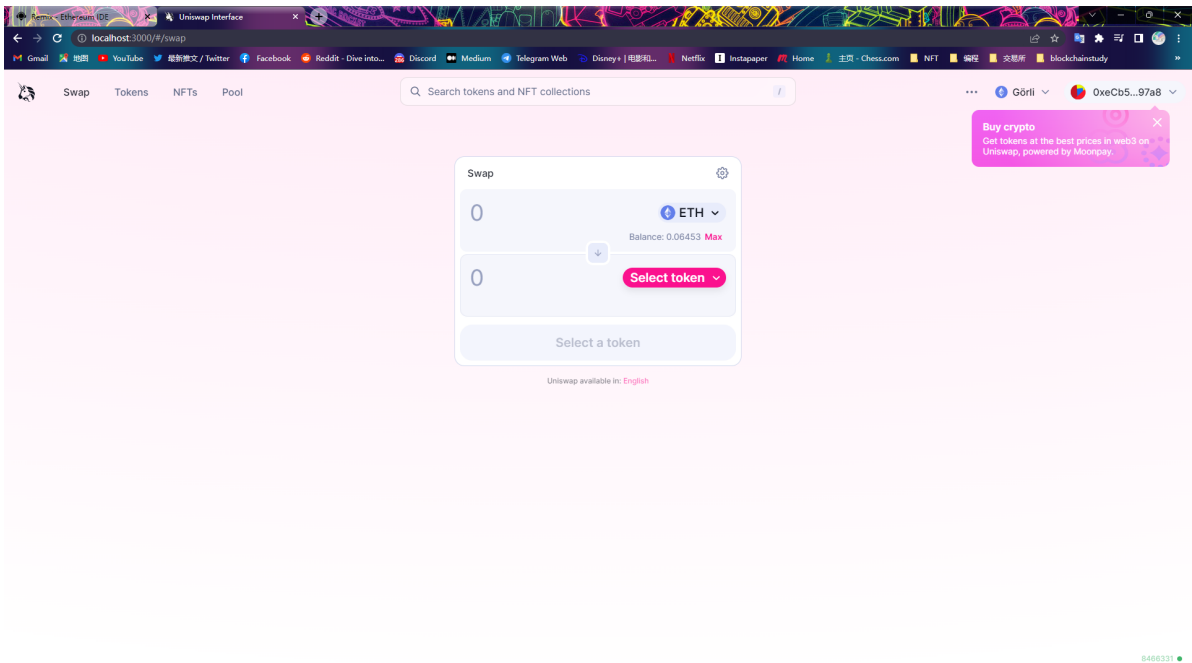 Remix - Ethereum IDE
Uniswap Interface
localhost:3000/#/swap
Gmail 地图 YouTube 最新推文 / Twitter Facebook Reddit - Dive into... Discord Medium Telegram Web Disney+ | 电影和... Netflix Instapaper Home 主页 - Chess.com NFT 编程 交易所 blockchainstudy »
Swap Tokens NFTs Pool Search tokens and NFT collections / ... Görli 0xeCb5...97a8
Buy crypto
Get tokens at the best prices in web3 on
Uniswap, powered by Moonpay.
Swap
0 ETH
Balance: 0.06453 Max
0 Select token
Select a token
Uniswap available in: English
8466331